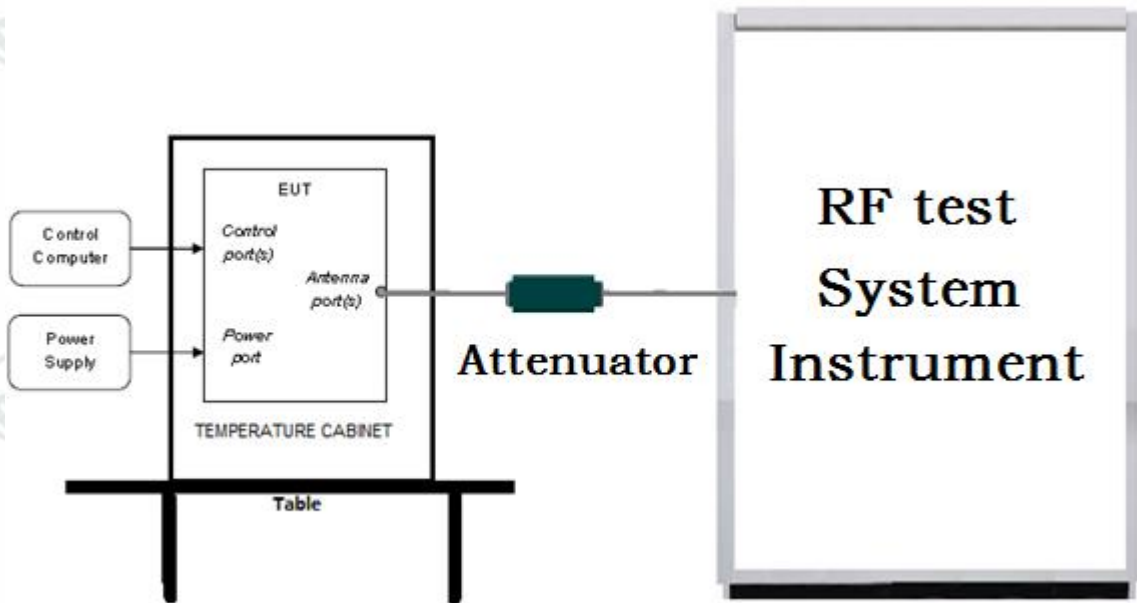 Control
Computer
Power
Supply
EUT
Control
port(s)
Antenna
port(s)
Power
port
TEMPERATURE CABINET
Table
Attenuator
RF test
System
Instrument